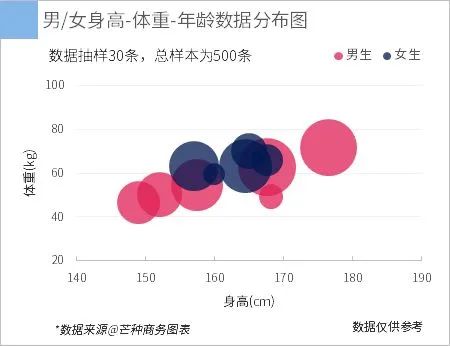 男/女身高-体重-年龄数据分布图
数据抽样30条，总样本为500条
男生 女生
100
80
60
40
20
体重(kg)
140 150 160 170 180 190
身高(cm)
*数据来源@芒种商务图表
数据仅供参考